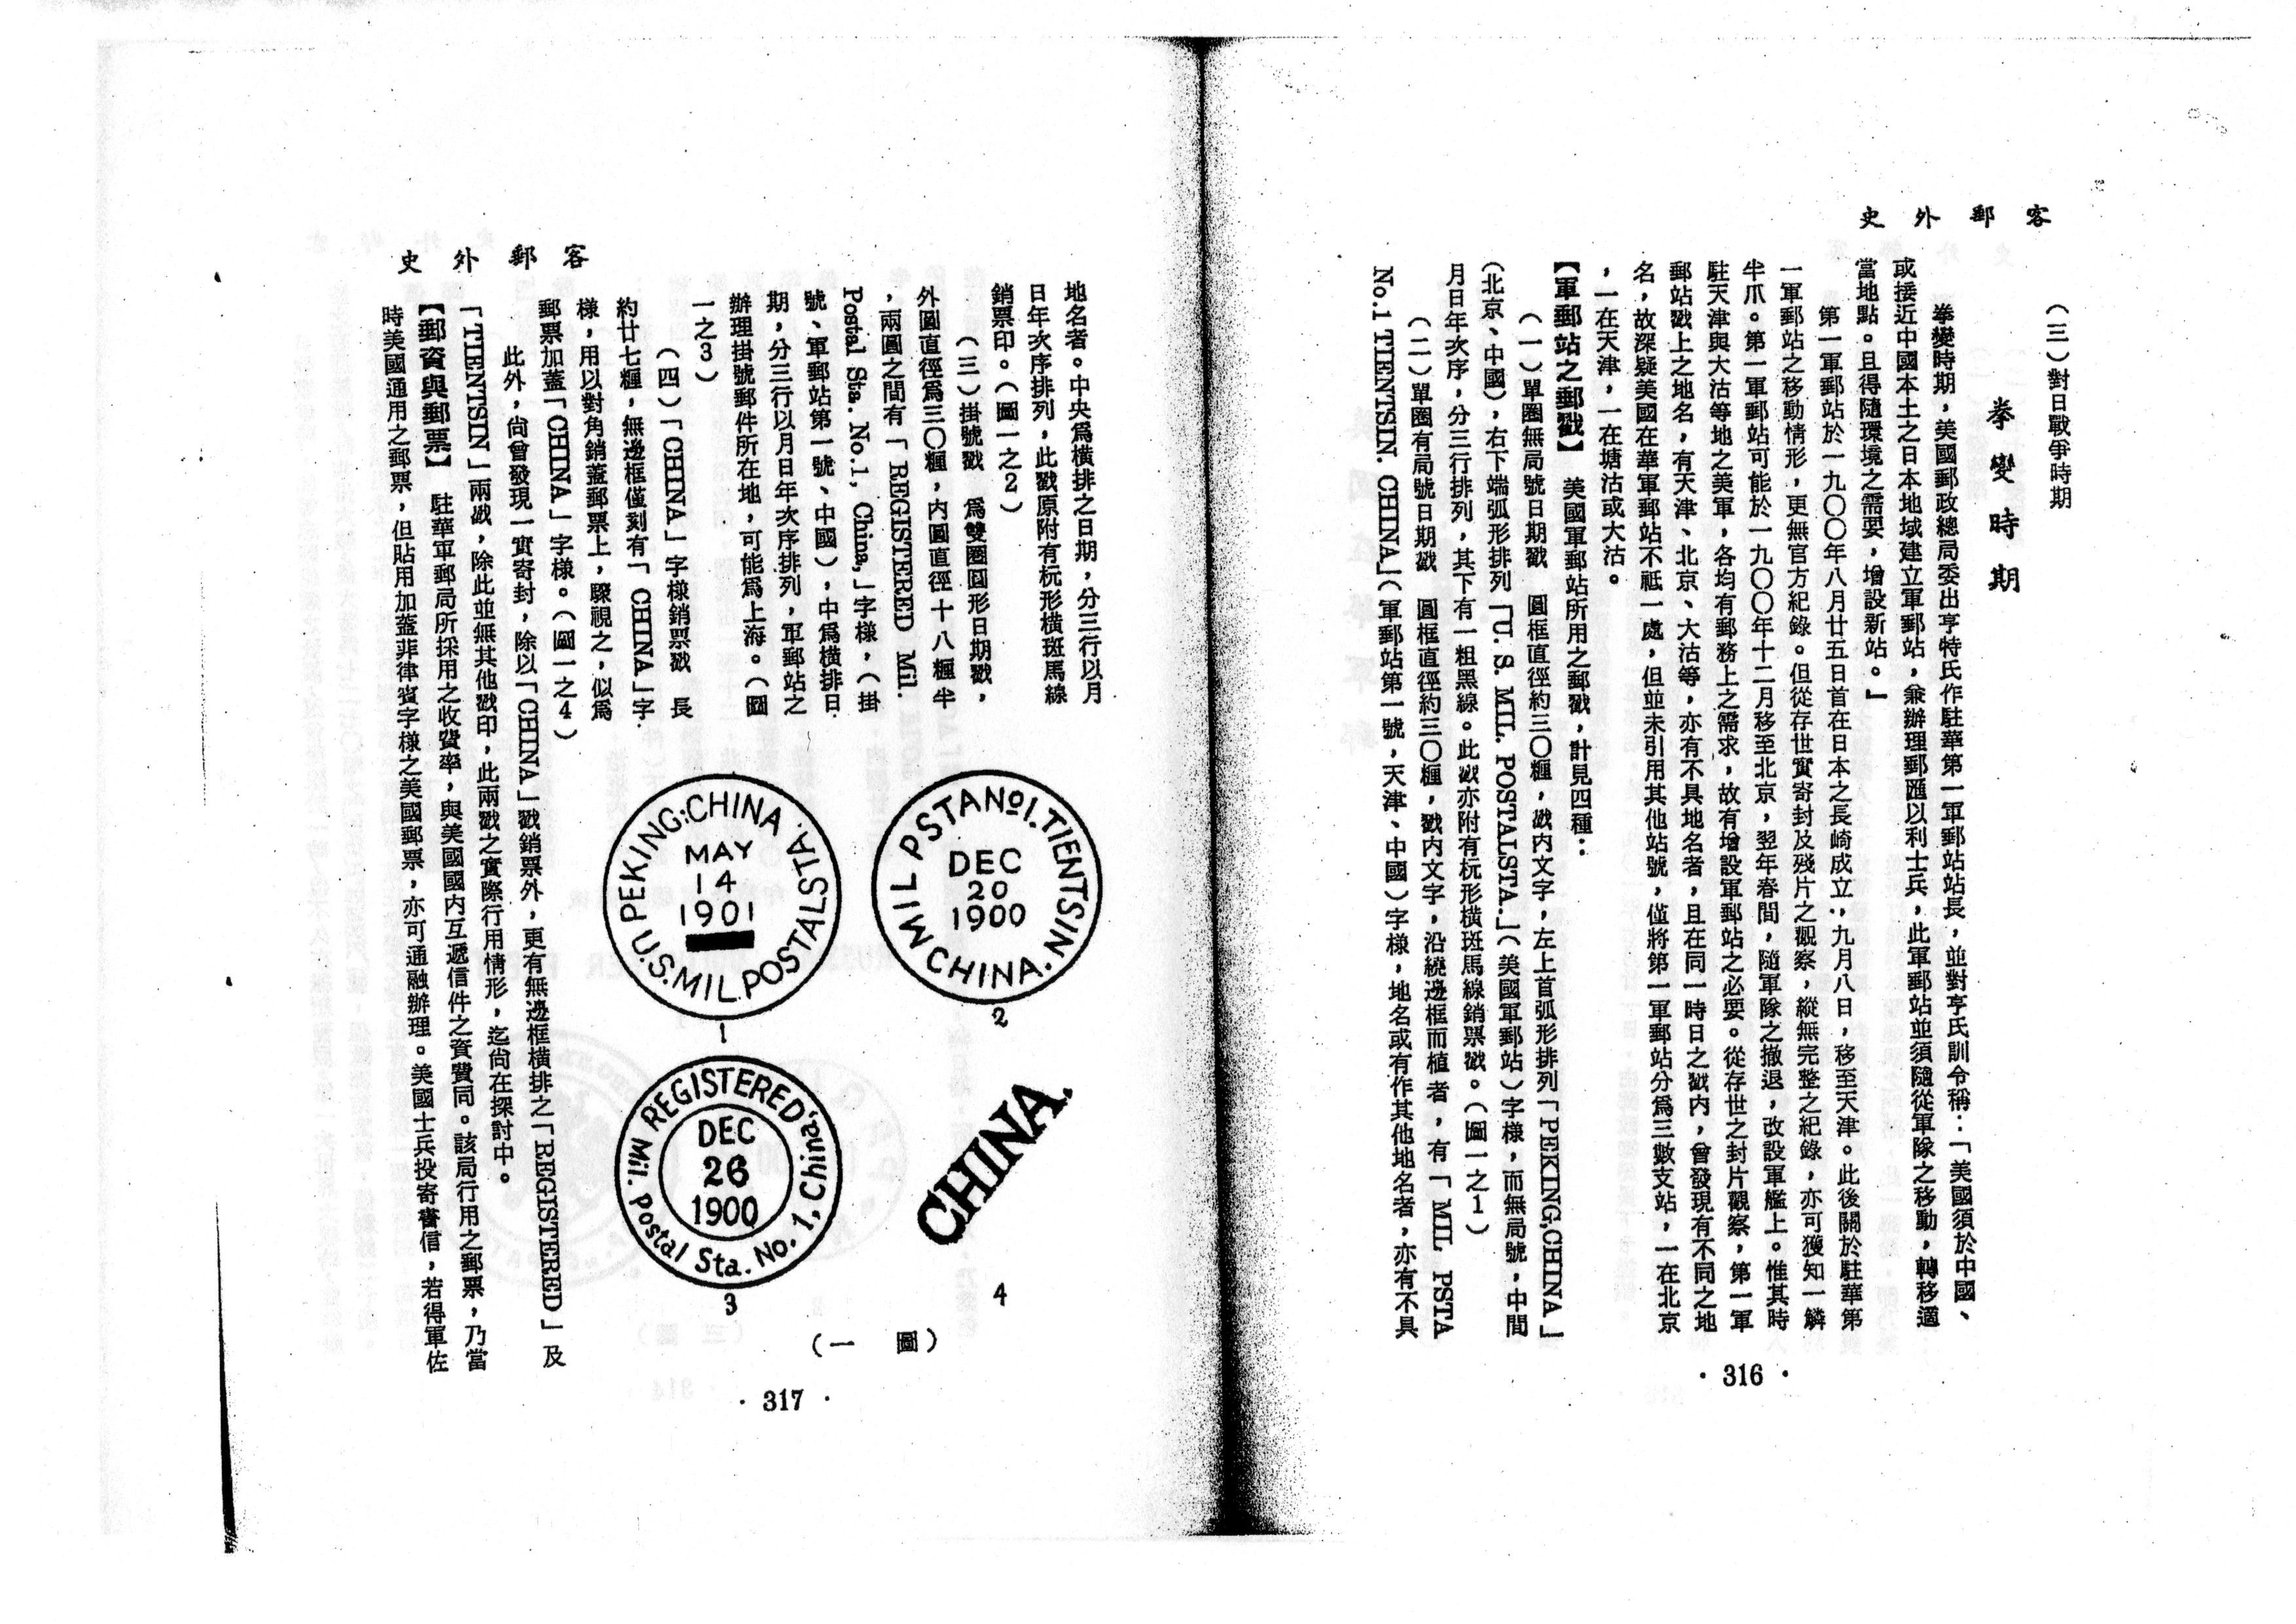 客郵外史
(三)對日戰爭時期
拳變時期
拳變時期,美國郵政總局委出亨特氏作駐華第一軍郵站站長,並對亨氏訓令稱:「美國須於中國、
或接近中國本土之日本地域建立軍郵站,兼辦理郵匯以利士兵,此軍郵站並須隨從軍隊之移動,轉移適
當地點。且得隨環境之需要,增設新站。」
第一軍郵站於一九〇〇年八月廿五日首在日本之長崎成立;九月八日,移至天津。此後關於駐華第
一軍郵站之移動情形,更無官方紀錄。但從存世實寄封及殘片之觀察,縱無完整之紀錄,亦可獲知一鱗
半爪。第一軍郵站可能於一九〇〇年十二月移至北京,翌年春間,隨軍隊之撤退,改設軍艦上。惟其時
駐天津與大沽等地之美軍,各均有郵務上之需求,故有增設軍郵站之必要。從存世之封片觀察,第一軍
郵站戳上之地名,有天津、北京、大沽等,亦有不具地名者,且在同一時日之戳內,曾發現有不同之地
名,故深疑美國在華軍郵站不祗一處,但並未引用其他站號,僅將第一軍郵站分爲三數支站,一在北京
,一在天津,一在塘沽或大沽。
【軍郵站之郵戳】 美國軍郵站所用之郵戳,計見四種:
(一)單圈無局號日期戳 圓框直徑約三〇糎,戳內文字,左上首弧形排列「PEKING,CHINA」
(北京、中國),右下端弧形排列「U. S. MIL. POSTALSTA.」(美國軍郵站)字樣,而無局號,中間
月日年次序,分三行排列,其下有一粗黑線。此戳亦附有杬形橫斑馬線銷票戳。(圖一之1)
(二)單圈有局號日期戳 圓框直徑約三〇糎,戳內文字,沿繞邊框而植者,有「MIL PSTA
No.1 TIENTSIN. CHINA」(軍郵站第一號,天津、中國)字樣,地名或有作其他地名者,亦有不具
· 316 ·
地名者。中央爲橫排之日期,分三行以月
日年次序排列,此戳原附有杬形橫斑馬線
銷票印。(圖一之2)
(三)掛號戳 爲雙圈圓形日期戳,
外圓直徑爲三〇糎,內圓直徑十八糎半
,兩圓之間有「REGISTERED Mil.
Postal Sta. No.1, China,」字樣,(掛
號、軍郵站第一號、中國),中爲橫排日
期,分三行以月日年次序排列,軍郵站之
辦理掛號郵件所在地,可能爲上海。(圖
一之3)
(四)「CHINA」字樣銷票戳 長
約廿七糎,無邊框僅刻有「CHINA」字
樣,用以對角銷蓋郵票上,驟視之,似爲
郵票加蓋「CHINA」字樣。(圖一之4)
此外,尙曾發現一實寄封,除以「CHINA」戳銷票外,更有無邊框橫排之「REGISTERED」及
「TIENTSIN」兩戳,除此並無其他戳印,此兩戳之實際行用情形,迄尙在探討中。
【郵資與郵票】 駐華軍郵局所採用之收費率,與美國國內互遞信件之資費同。該局行用之郵票,乃當
時美國通用之郵票,但貼用加蓋菲律賓字樣之美國郵票,亦可通融辦理。美國士兵投寄書信,若得軍佐
客郵外史
MIL PSTANo1.TIENTSIN.
CHINA.
DEC
20
1900
2
PEKING:CHINA
MAY
14
1901
U.S.MIL.POSTALSTA.
1
CHINA.
4
REGISTERED,
DEC
26
1900
Mil. Postal Sta. No. 1, China,
3
(圖一)
· 317 ·